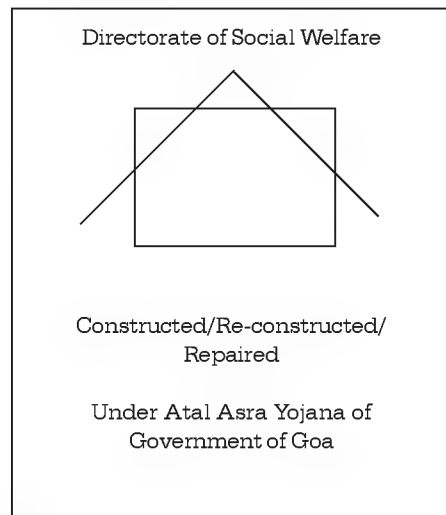 Directorate of Social Welfare
Constructed/Re-constructed/
Repaired
Under Atal Asra Yojana of
Government of Goa